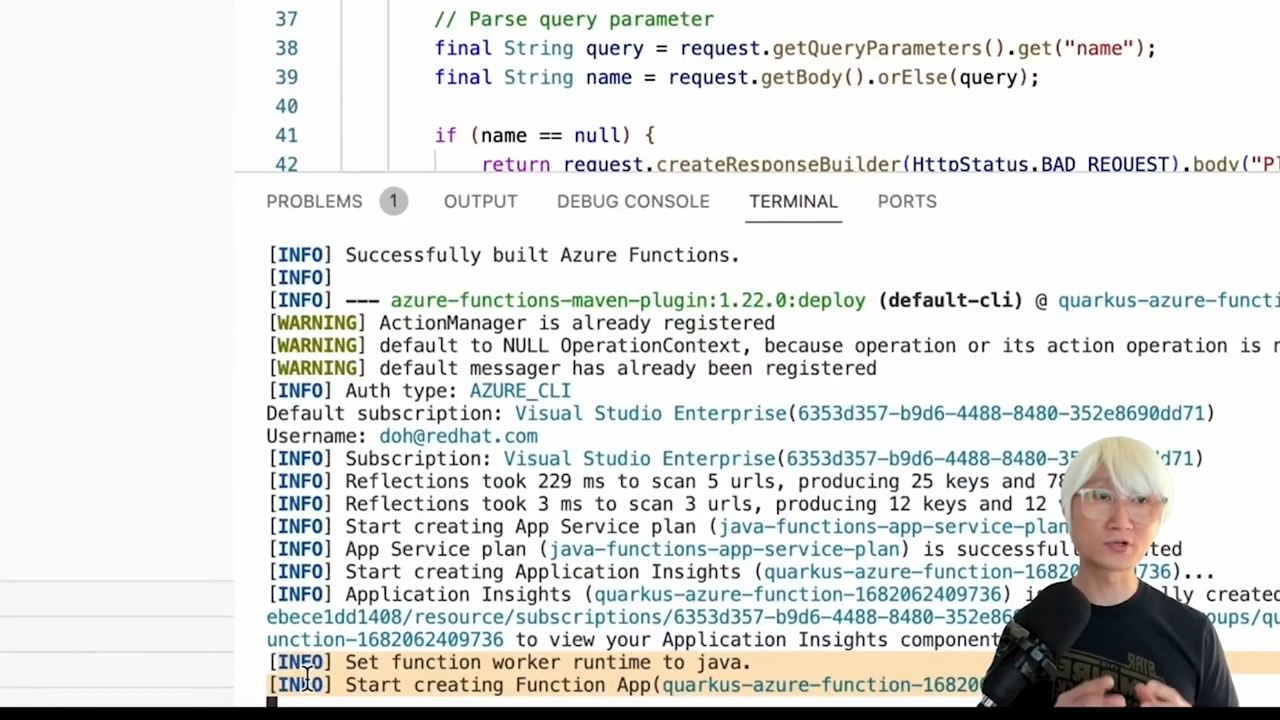 37 // Parse query parameter
38 final String query = request.getQueryParameters().get("name");
39 final String name = request.getBody().orElse(query);
40
41 if (name == null) {
42 return request.createResponseBuilder(HttpStatus.BAD_REQUEST).body("Pl
PROBLEMS 1 OUTPUT DEBUG CONSOLE TERMINAL PORTS
[INFO] Successfully built Azure Functions.
[INFO]
[INFO] --- azure-functions-maven-plugin:1.22.0:deploy (default-cli) @ quarkus-azure-functi
[WARNING] ActionManager is already registered
[WARNING] default to NULL OperationContext, because operation or its action operation is n
[WARNING] default messager has already been registered
[INFO] Auth type: AZURE_CLI
Default subscription: Visual Studio Enterprise(6353d357-b9d6-4488-8480-352e8690dd71)
Username: doh@redhat.com
[INFO] Subscription: Visual Studio Enterprise(6353d357-b9d6-4488-8480-35 d71)
[INFO] Reflections took 229 ms to scan 5 urls, producing 25 keys and 78
[INFO] Reflections took 3 ms to scan 3 urls, producing 12 keys and 12
[INFO] Start creating App Service plan (java-functions-app-service-plan
[INFO] App Service plan (java-functions-app-service-plan) is successful
[INFO] Start creating Application Insights (quarkus-azure-function-16820 736)...
[INFO] Application Insights (quarkus-azure-function-1682062409736) i ly created
ebece1dd1408/resource/subscriptions/6353d357-b9d6-4488-8480-352e86 oups/qu
unction-1682062409736 to view your Application Insights component
[INFO] Set function worker runtime to java.
[INFO] Start creating Function App(quarkus-azure-function-16820